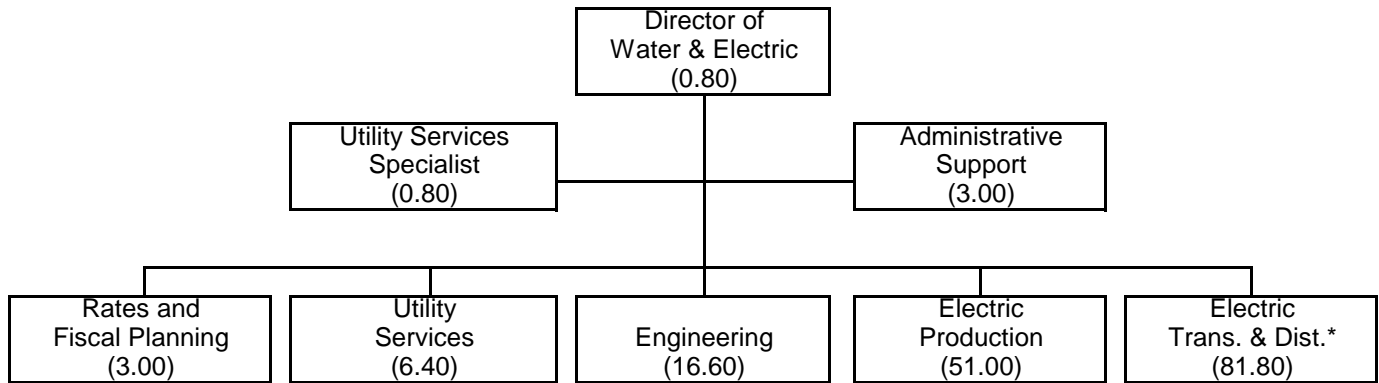 Director of
Water & Electric
(0.80)
Utility Services
Specialist
(0.80)
Administrative
Support
(3.00)
Rates and
Fiscal Planning
(3.00)
Utility
Services
(6.40)
Engineering
(16.60)
Electric
Production
(51.00)
Electric
Trans. & Dist.*
(81.80)